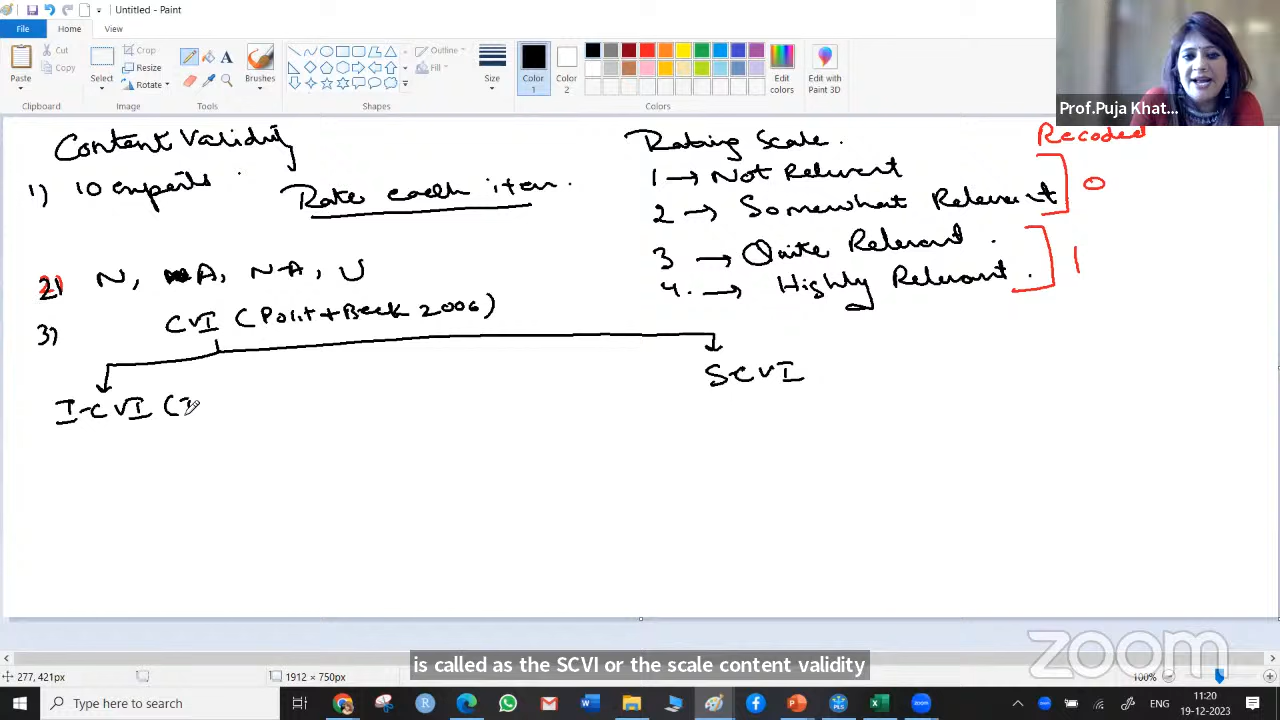 Untitled - Paint
File
Home
View
Paste
Cut
Copy
Select
Crop
Resize
Rotate
Brushes
Outline
Fill
Size
Color
1
Color
2
Edit
colors
Edit with
Paint 3D
Clipboard
Image
Tools
Shapes
Colors
Prof.Puja Khat
Content Validity
1) 10 experts
Rate each item.
2) N, A, N-A, U
3) CVI (Polit+Beck 2006)
I-CVI (I
S-CVI
Rating Scale.
1 → Not Relevant
2 → Somewhat Relevant
3 → Quite Relevant.
4. → Highly Relevant.
Recoded
0
1
zoom
is called as the SCVI or the scale content validity
277, 421px
1912 × 750px
100%
Type here to search
ENG
11:20
19-12-2023